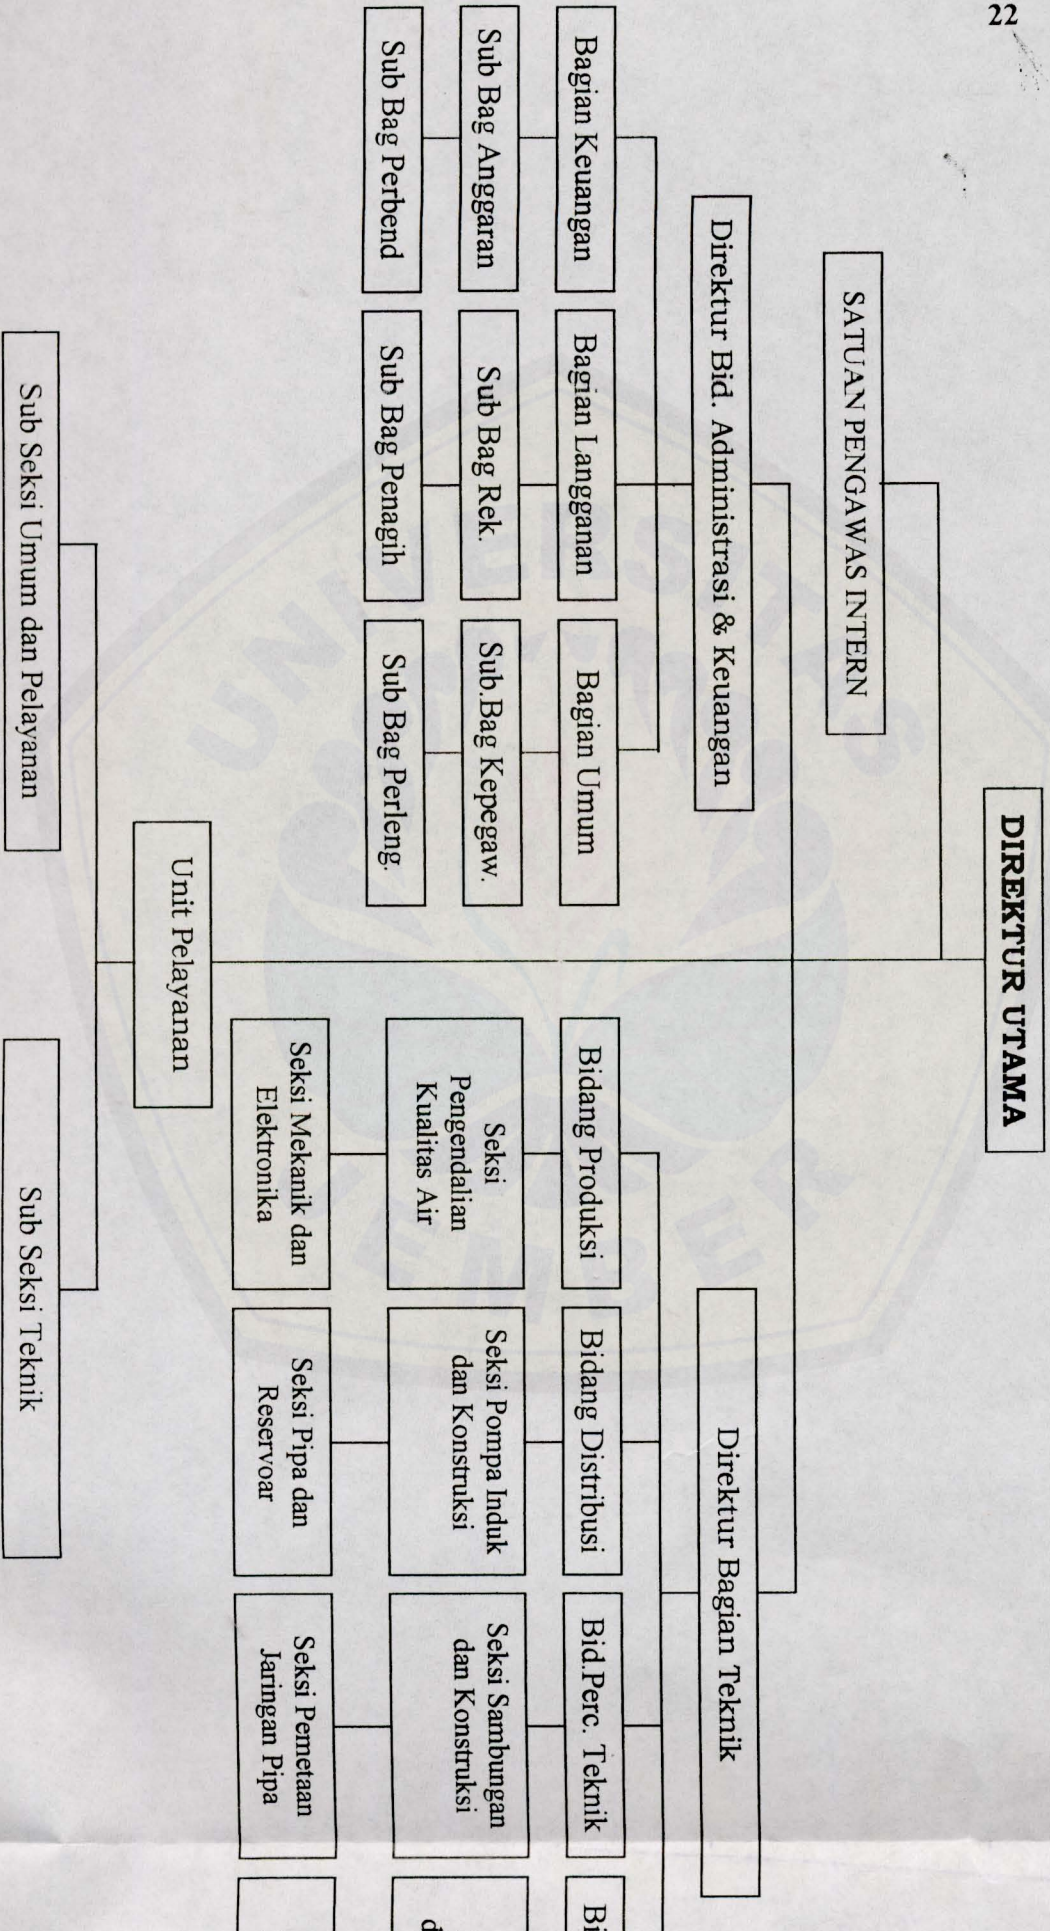 22
DIREKTUR UTAMA
SATUAN PENGAWAS INTERN
Direktur Bid. Administrasi & Keuangan
Direktur Bagian Teknik
Bagian Keuangan
Bagian Langganan
Bagian Umum
Bidang Produksi
Bidang Distribusi
Bid.Perc. Teknik
Bi
Sub Bag Anggaran
Sub Bag Rek.
Sub.Bag Kepegaw.
Seksi
Pengendalian
Kualitas Air
Seksi Pompa Induk
dan Konstruksi
Seksi Sambungan
dan Konstruksi
d
Sub Bag Perbend
Sub Bag Penagih
Sub Bag Perleng.
Seksi Mekanik dan
Elektronika
Seksi Pipa dan
Reservoar
Seksi Pemetaan
Jaringan Pipa
Unit Pelayanan
Sub Seksi Umum dan Pelayanan
Sub Seksi Teknik
UNIVERSITAS
JEMBER